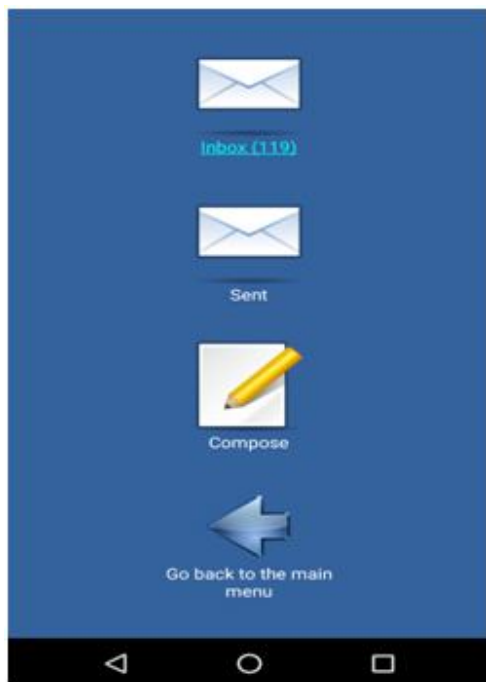 Inbox (119)
Sent
Compose
Go back to the main
menu